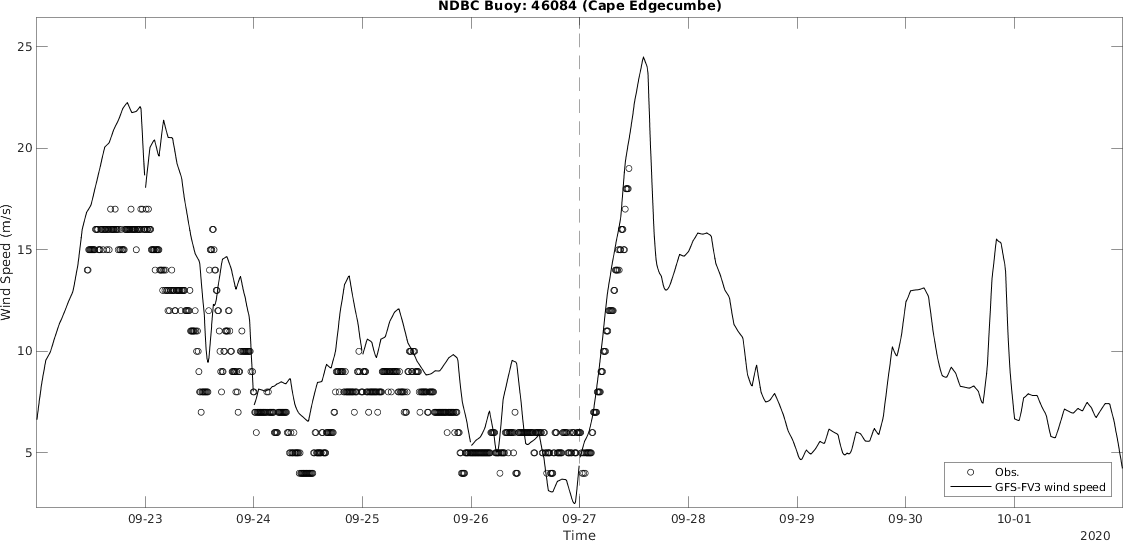 NDBC Buoy: 46084 (Cape Edgecumbe)
25
20
15
10
5
Wind Speed (m/s)
Obs.
GFS-FV3 wind speed
09-23 09-24 09-25 09-26 09-27 09-28 09-29 09-30 10-01
Time
2020